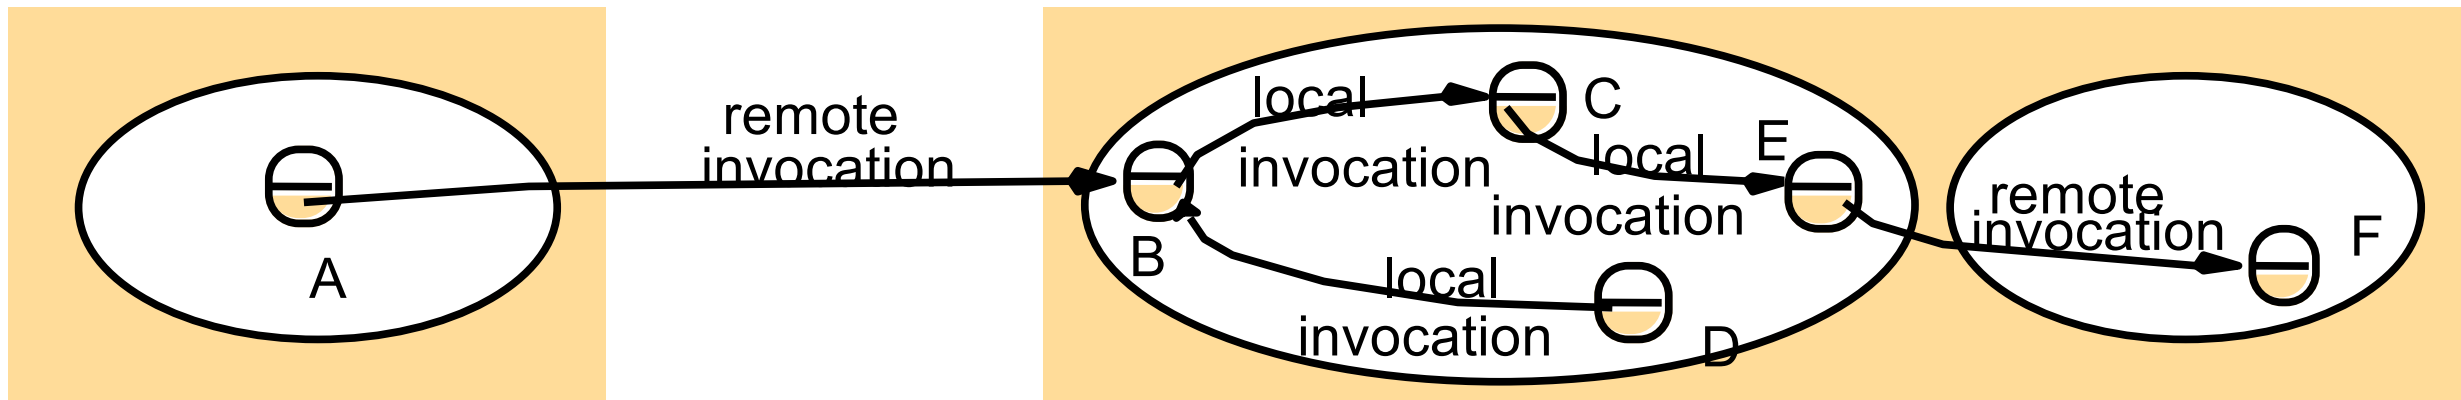 remote
invocation
A
B
local
invocation
C
local
invocation
E
local
invocation
D
remote
invocation
F